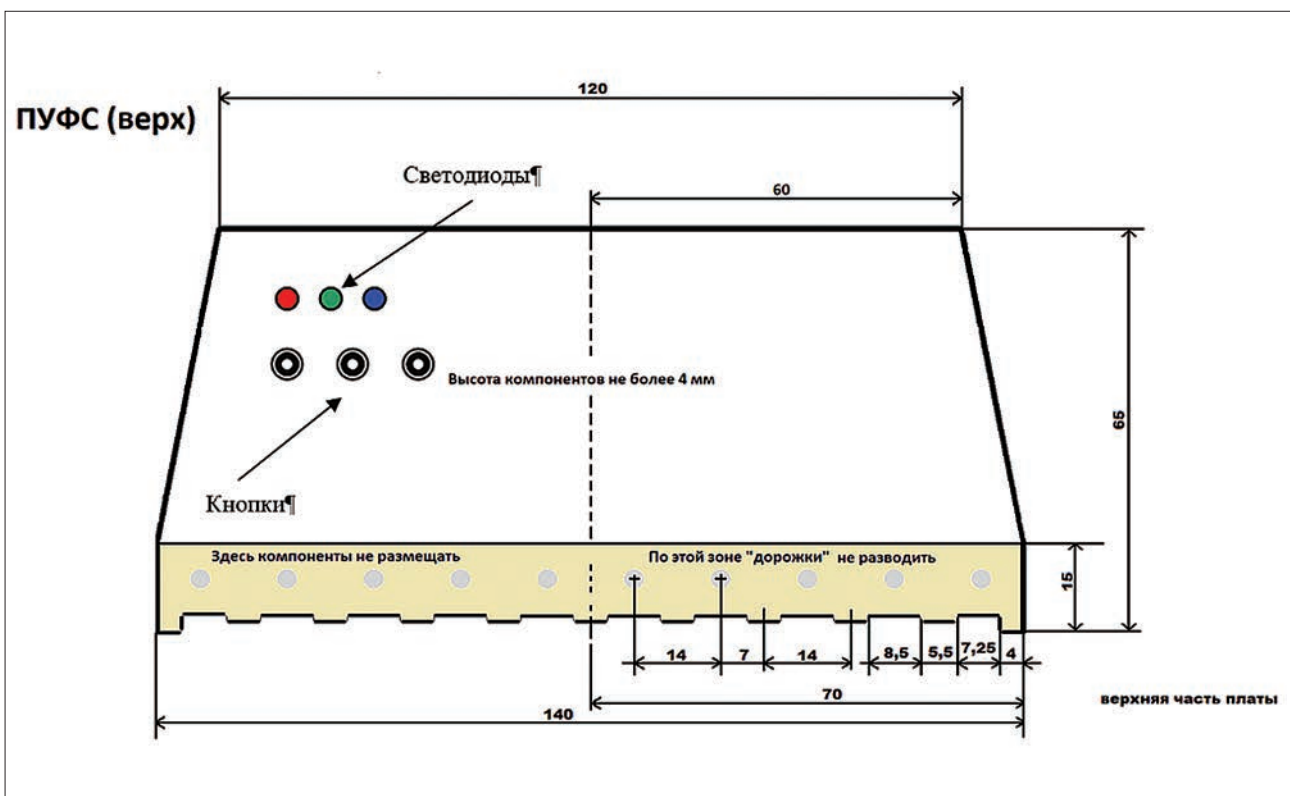 120
ПУФС (верх)
Светодиоды¶
60
Высота компонентов не более 4 мм
65
Кнопки¶
Здесь компоненты не размещать
По этой зоне "дорожки" не разводить
15
14
7
14
8,5
5,5
7,25
4
70
верхняя часть платы
140